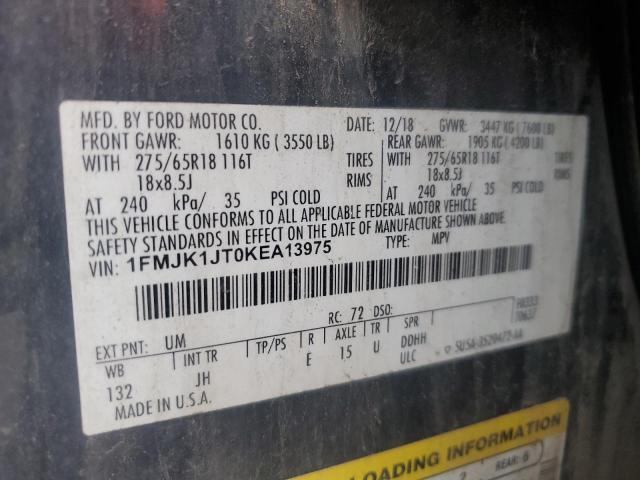 MFD. BY FORD MOTOR CO.
DATE: 12/18 GVWR: 3447 KG ( 7600 LB)
FRONT GAWR: 1610 KG ( 3550 LB)
REAR GAWR: 1905 KG ( 4200 LB)
WITH 275/65R18 116T TIRES
WITH 275/65R18 116T TIRES
18x8.5J RIMS
18x8.5J RIMS
AT 240 kPa/ 35 PSI COLD
AT 240 kPa/ 35 PSI COLD
THIS VEHICLE CONFORMS TO ALL APPLICABLE FEDERAL MOTOR VEHICLE
SAFETY STANDARDS IN EFFECT ON THE DATE OF MANUFACTURE SHOWN ABOVE.
VIN: 1FMJK1JT0KEA13975
TYPE: MPV
EXT PNT: UM RC: 72 DSO:
WB INT TR TP/PS R AXLE TR SPR
132 JH E 15 U DDHH
ULC
MADE IN U.S.A.
LOADING INFORMATION
2 REAR: 6